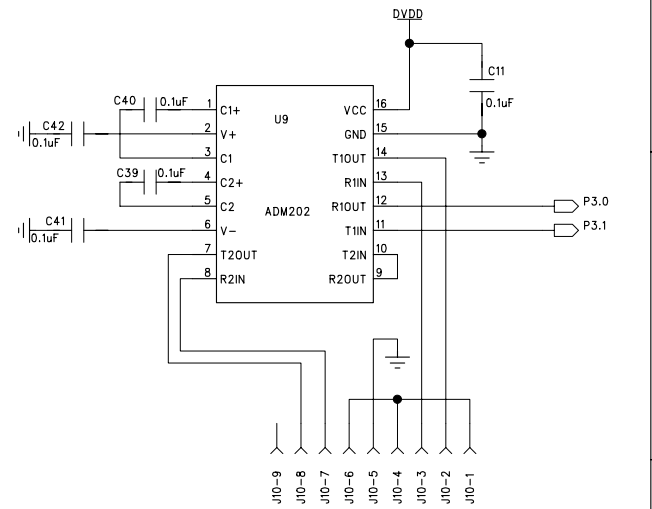 DVDD
C11
0.1uF
C40
0.1uF
1
C1+
U9
VCC
16
C42
0.1uF
2
V+
GND
15
3
C1
T1OUT
14
C39
0.1uF
4
C2+
R1IN
13
5
C2
ADM202
R1OUT
12
P3.0
C41
0.1uF
6
V-
T1IN
11
P3.1
7
T2OUT
T2IN
10
8
R2IN
R2OUT
9
J10-9
J10-8
J10-7
J10-6
J10-5
J10-4
J10-3
J10-2
J10-1